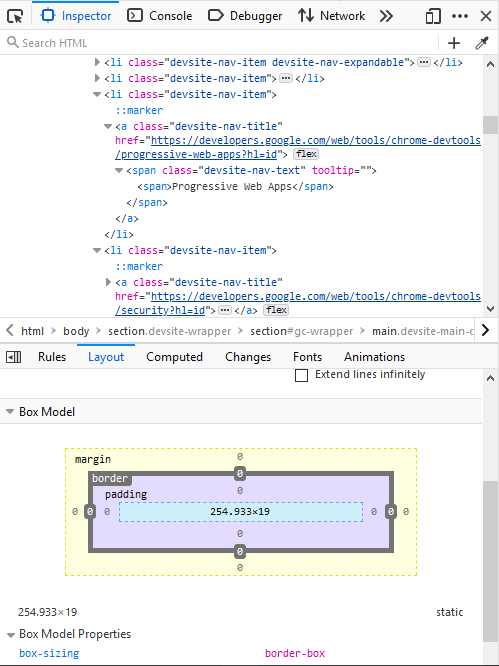 Inspector Console Debugger Network
Search HTML
<li class="devsite-nav-item devsite-nav-expandable"></li>
<li class="devsite-nav-item"></li>
<li class="devsite-nav-item">
::marker
<a class="devsite-nav-title"
href="https://developers.google.com/web/tools/chrome-devtools
/progressive-web-apps?hl=id"> flex
<span class="devsite-nav-text" tooltip="">
<span>Progressive Web Apps</span>
</span>
</a>
</li>
<li class="devsite-nav-item">
::marker
<a class="devsite-nav-title"
href="https://developers.google.com/web/tools/chrome-devtools
/security?hl=id"></a> flex
html body section.devsite-wrapper section#gc-wrapper main.devsite-main-c
Rules Layout Computed Changes Fonts Animations
Extend lines infinitely
Box Model
margin 0
border 0
padding 0
0 0 0 254.933×19 0 0 0
0
0
0
254.933×19 static
Box Model Properties
box-sizing border-box